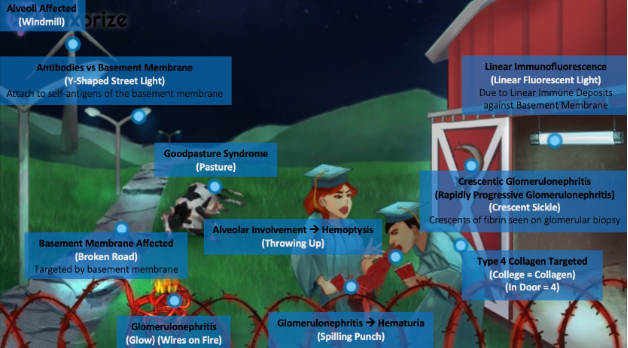 Alveoli Affected
(Windmill)
Antibodies vs Basement Membrane
(Y-Shaped Street Light)
Attach to self-antigens of the basement membrane
Linear Immunofluorescence
(Linear Fluorescent Light)
Due to Linear Immune Deposits
against Basement Membrane
Goodpasture Syndrome
(Pasture)
Crescentic Glomerulonephritis
(Rapidly Progressive Glomerulonephritis)
(Crescent Sickle)
Crescents of fibrin seen on glomerular biopsy
Alveolar Involvement → Hemoptysis
(Throwing Up)
Basement Membrane Affected
(Broken Road)
Targeted by basement membrane
Type 4 Collagen Targeted
(College = Collagen)
(In Door = 4)
Glomerulonephritis
(Glow) (Wires on Fire)
Glomerulonephritis → Hematuria
(Spilling Punch)